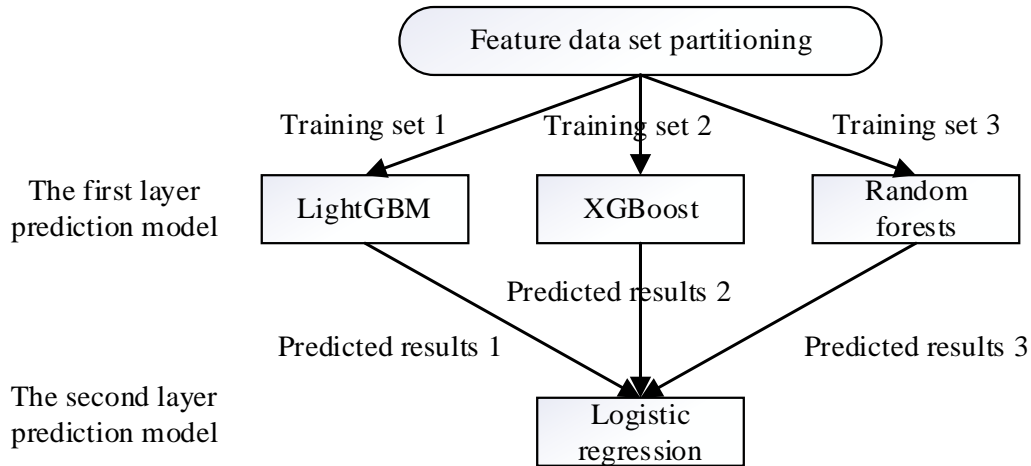 Feature data set partitioning
Training set 1
Training set 2
Training set 3
The first layer
prediction model
LightGBM
XGBoost
Random
forests
Predicted results 2
Predicted results 1
Predicted results 3
The second layer
prediction model
Logistic
regression